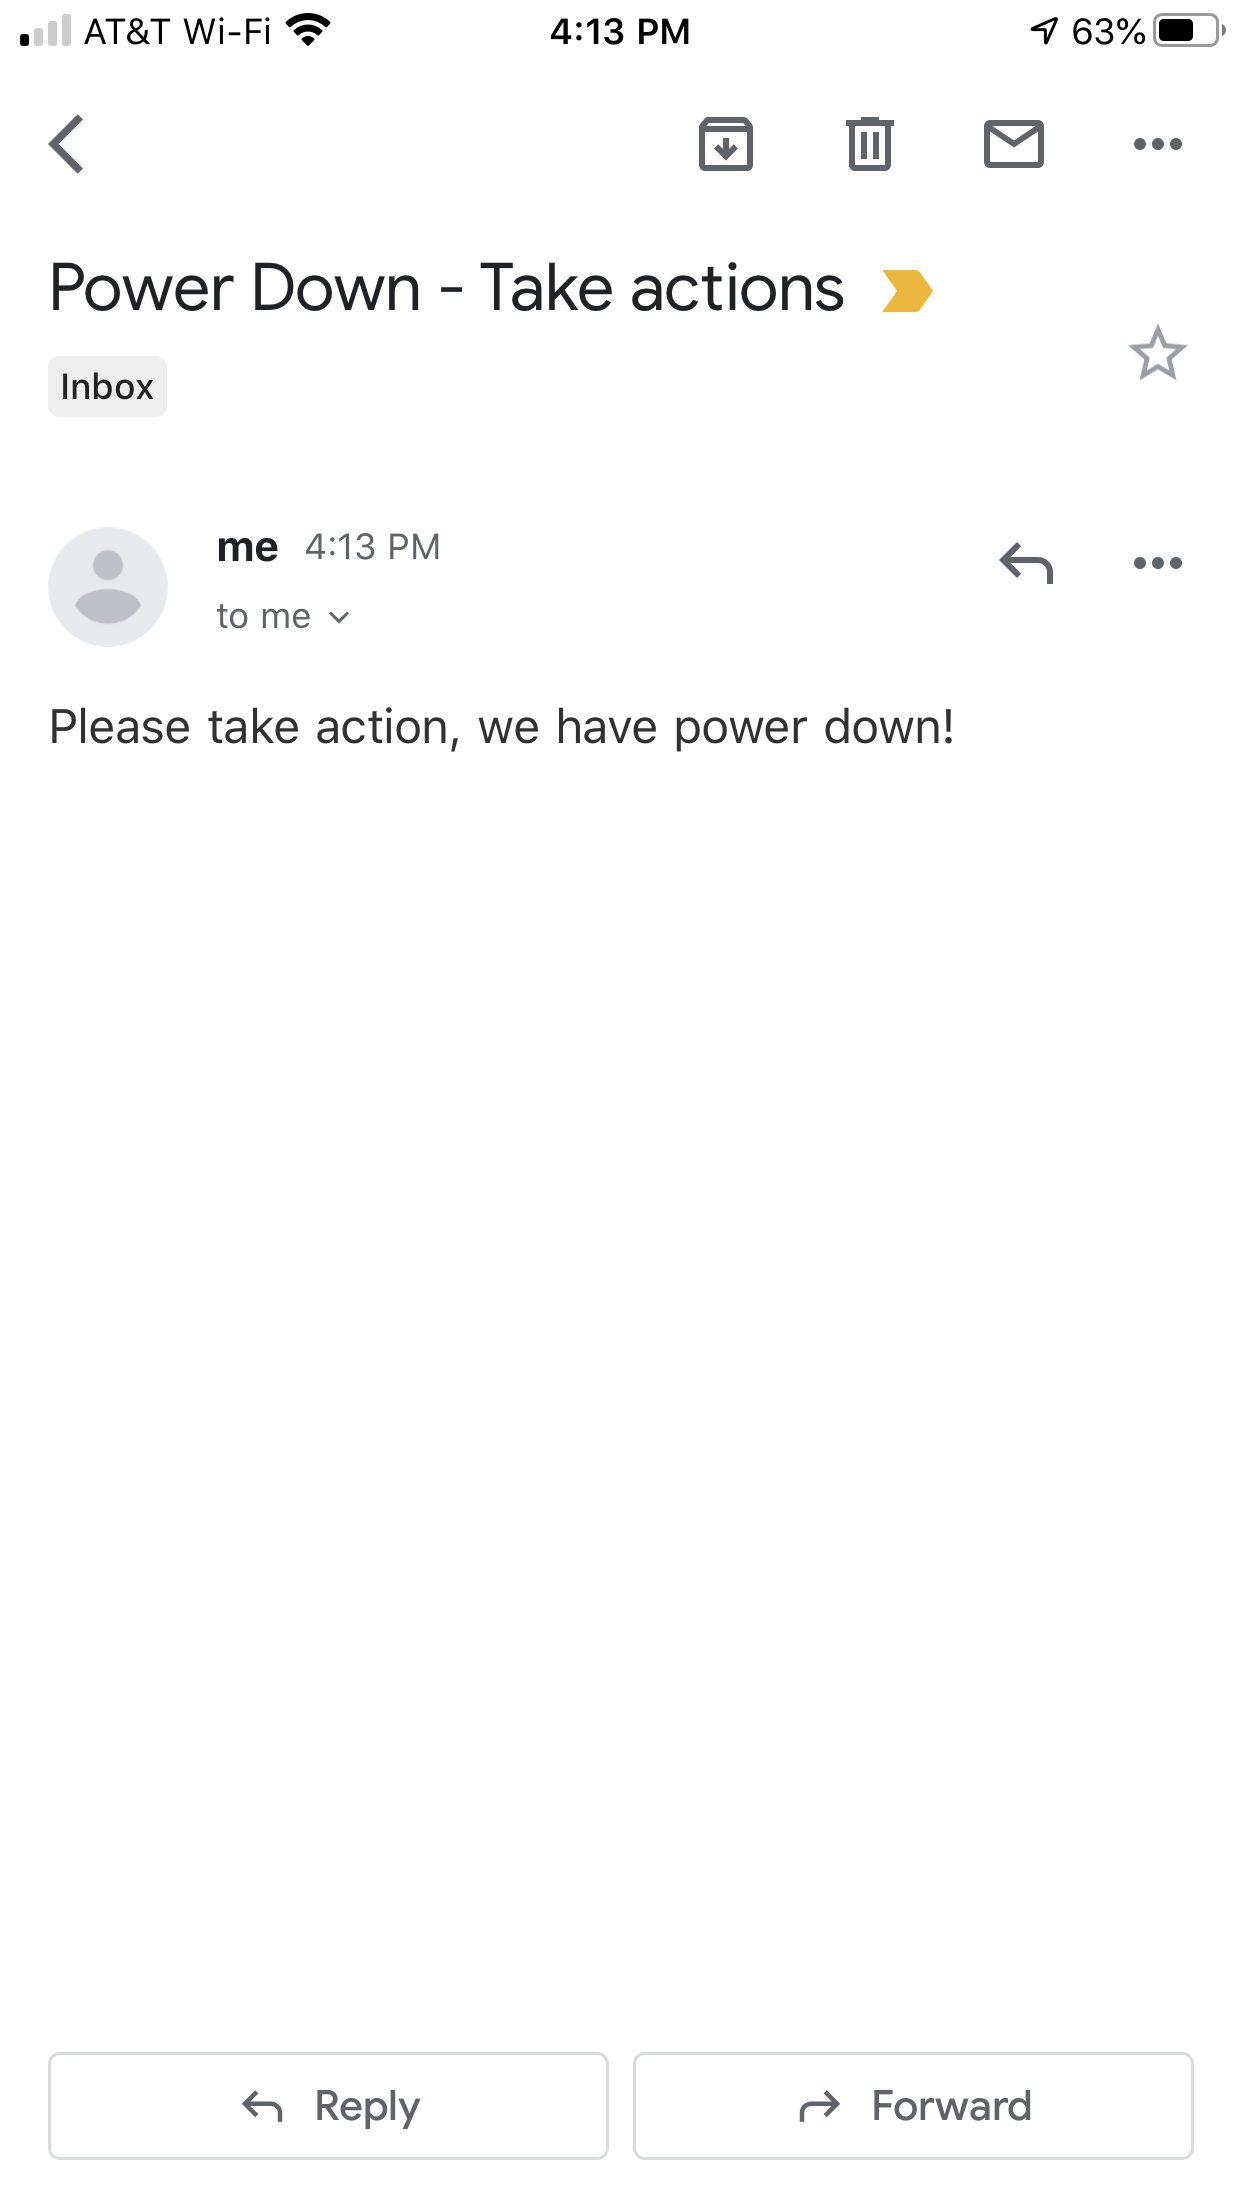 AT&T Wi-Fi 4:13 PM 63%
Power Down - Take actions
Inbox
me 4:13 PM
to me
Please take action, we have power down!
Reply Forward